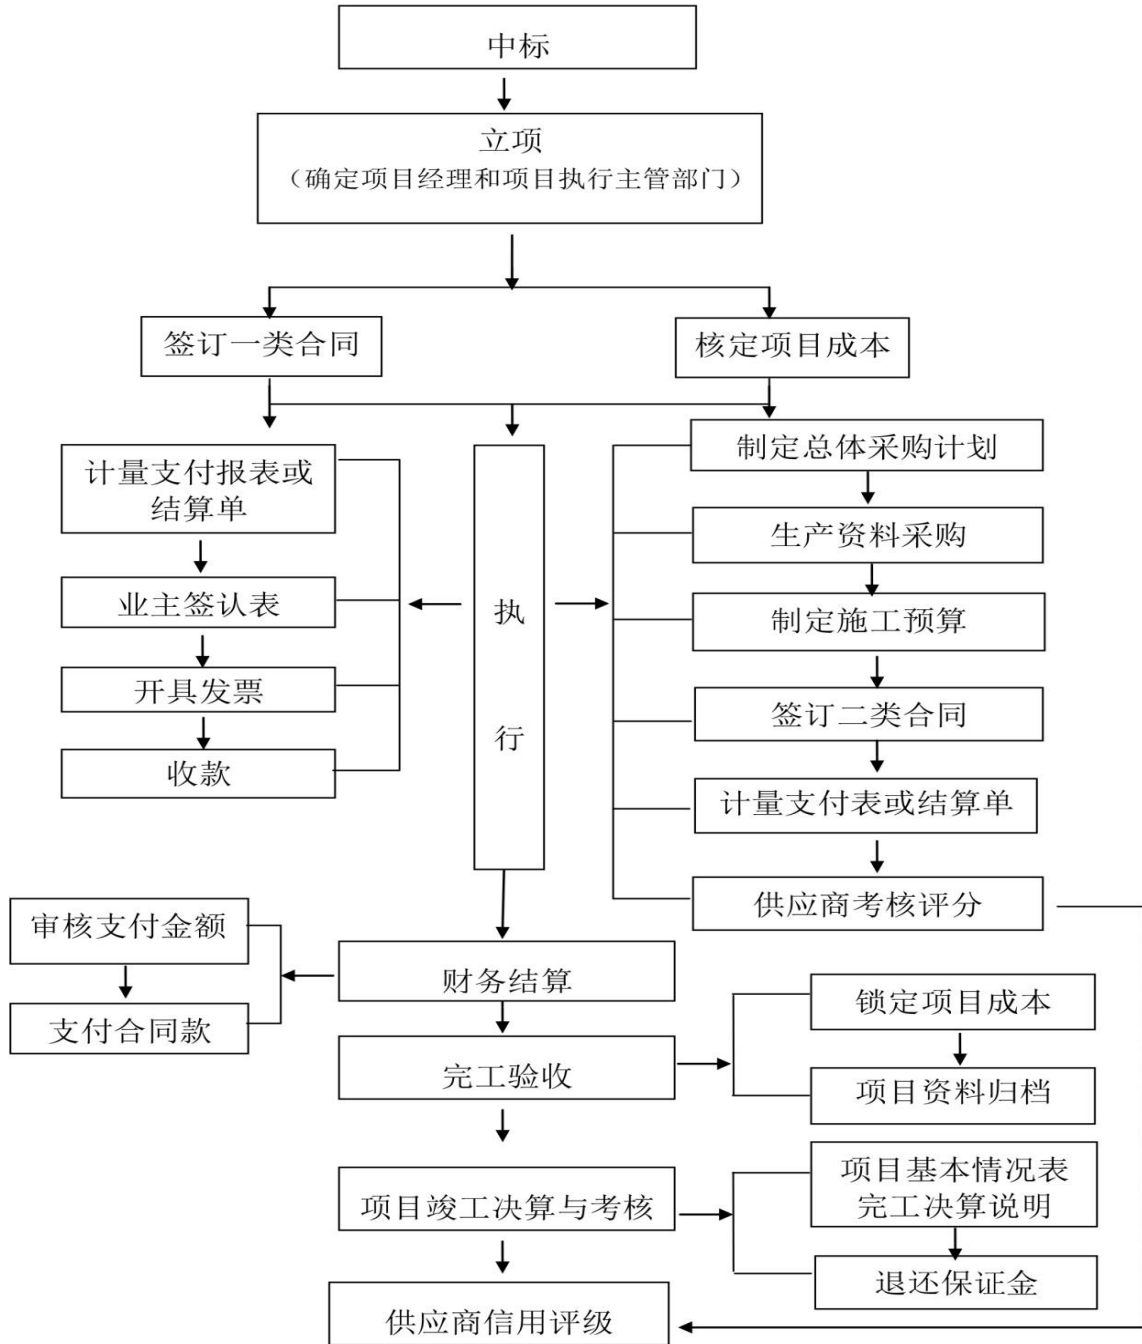 中标
立项
（确定项目经理和项目执行主管部门）
签订一类合同
核定项目成本
计量支付报表或
结算单
业主签认表
开具发票
收款
执
行
制定总体采购计划
生产资料采购
制定施工预算
签订二类合同
计量支付表或结算单
供应商考核评分
审核支付金额
支付合同款
财务结算
完工验收
锁定项目成本
项目资料归档
项目竣工决算与考核
项目基本情况表
完工决算说明
退还保证金
供应商信用评级